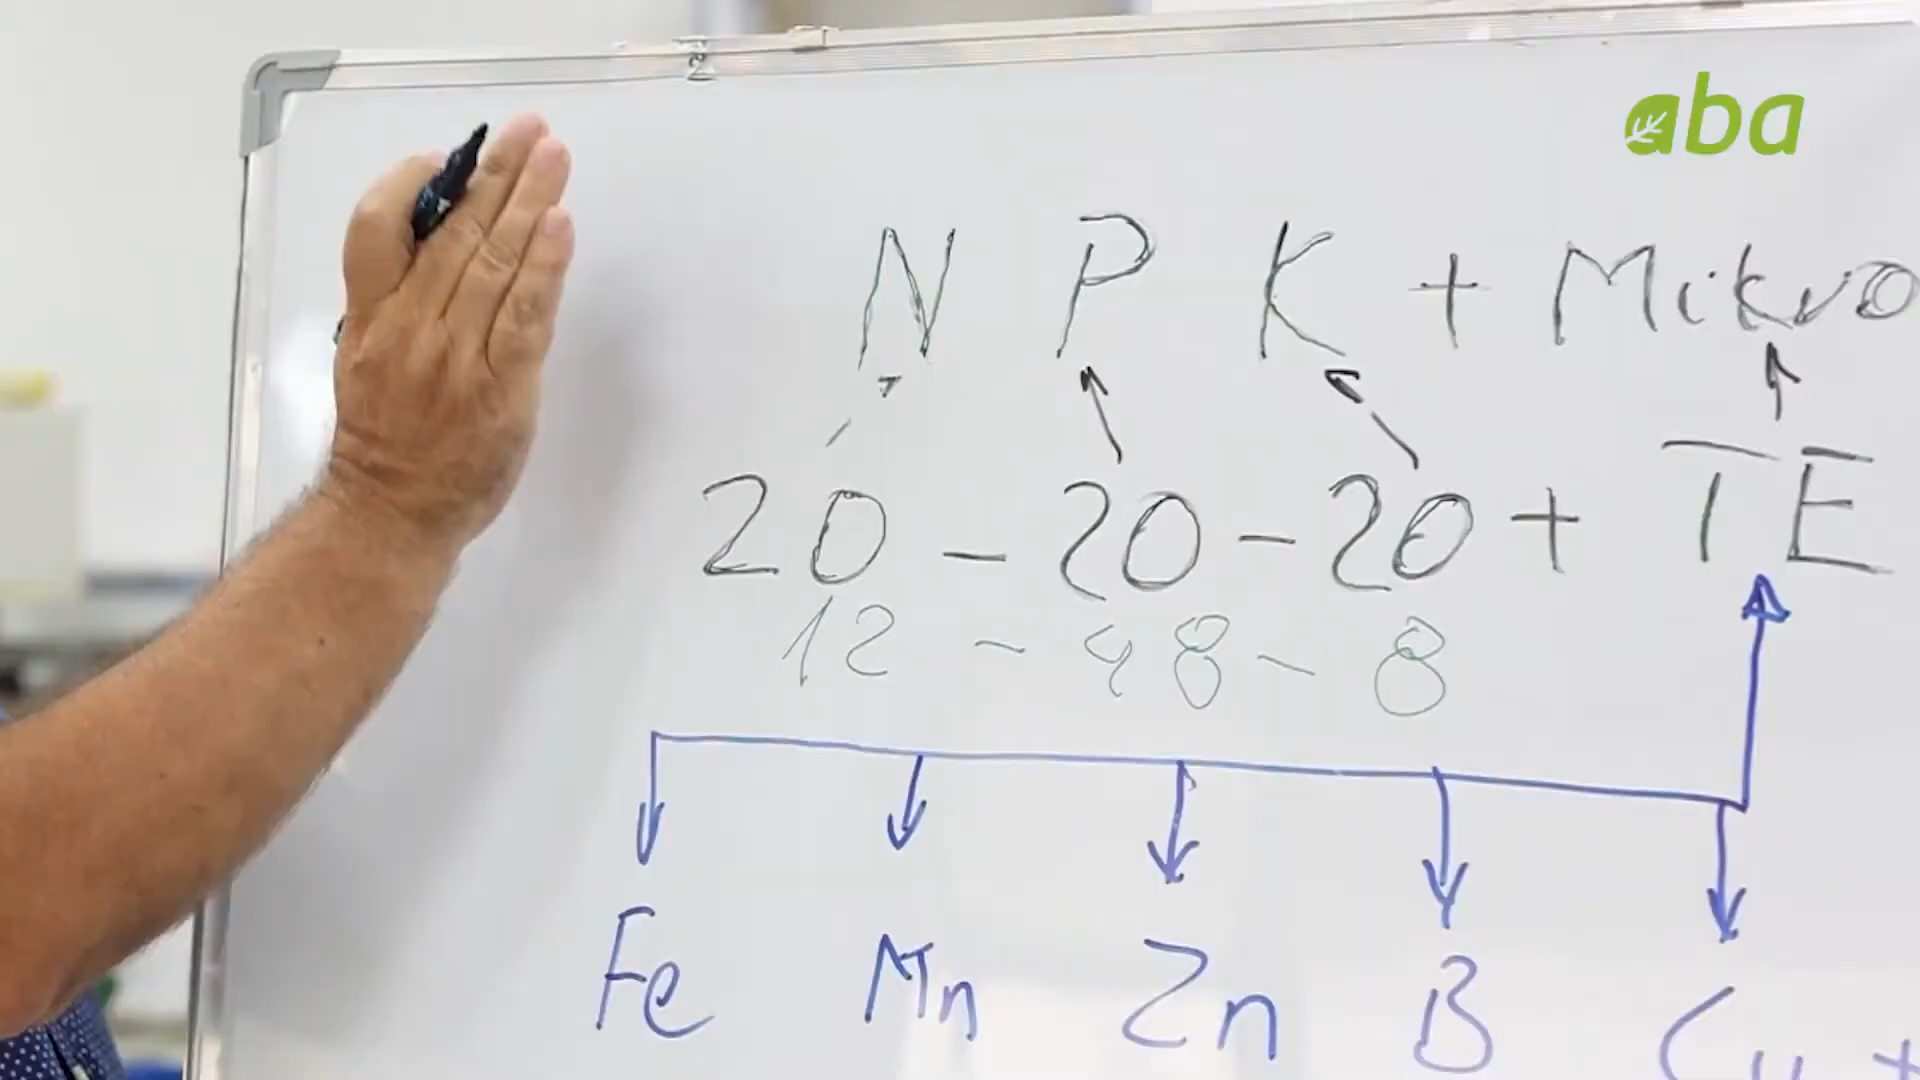 aba
N P K + Mikro
20 - 20 - 20 + TE
12 - 48 - 8
Fe Mn Zn B Cu +